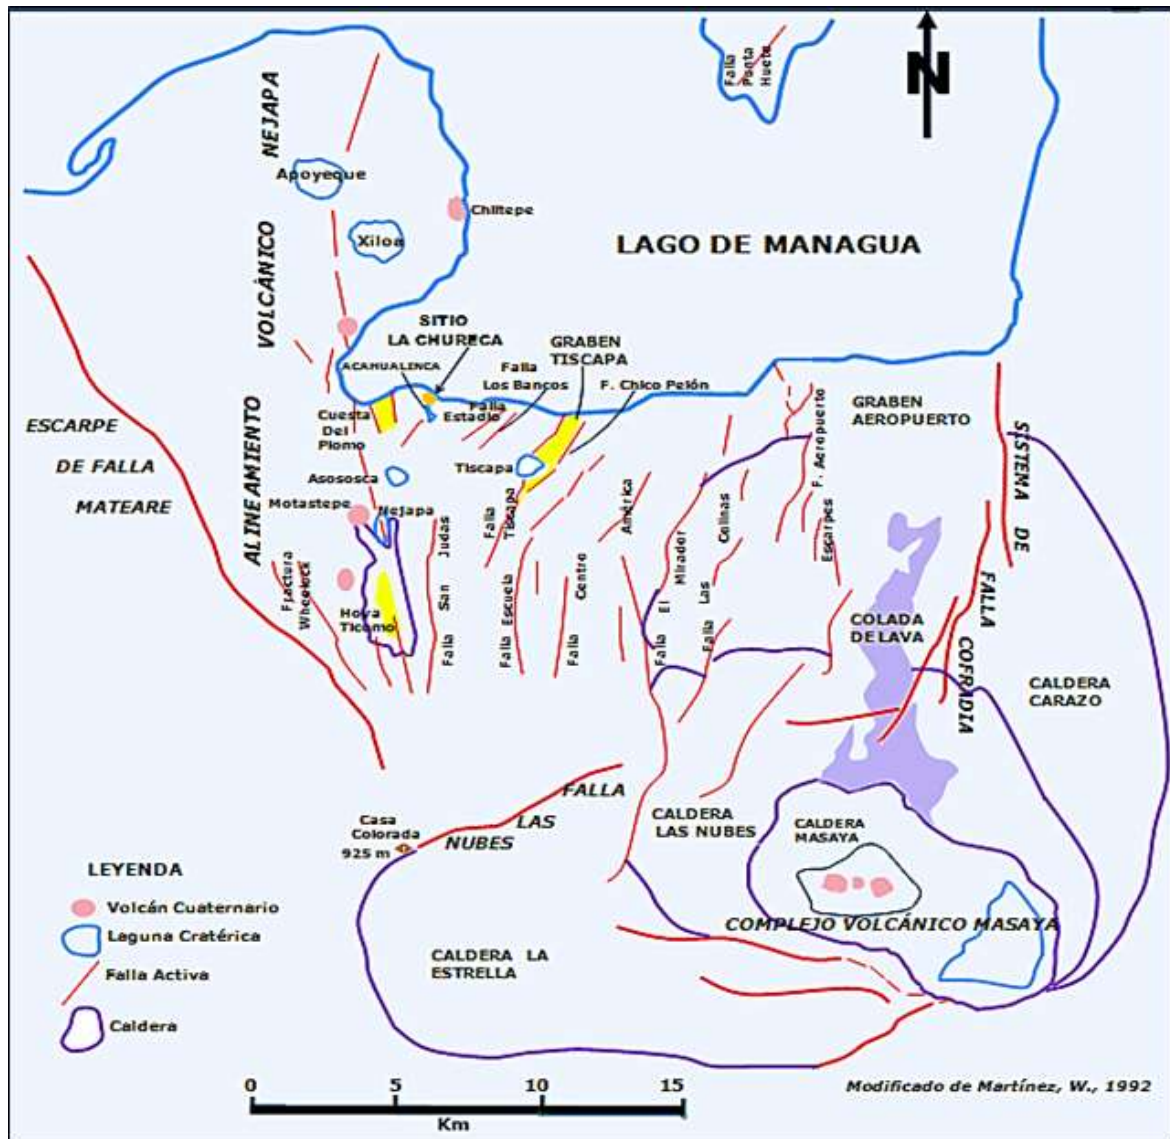 N
Falla
Punta
Huete
NEJAPA
Apoyeque
Chiltepe
Xiloa
LAGO DE MANAGUA
VOLCÁNICO
SITIO
LA CHURECA
GRABEN
TISCAPA
ACAHUALINCA
Falla
Los Bancos
F. Chico Pelón
Falla
Estadio
Cuesta
Del
Plomo
F. Aeropuerto
GRABEN
AEROPUERTO
ESCARPE
DE FALLA
MATEARE
ALINEAMIENTO
Asososca
Tiscapa
Motastepe
Nejapa
Falla
Tiscapa
América
Colinas
Mirador
Escarpes
SISTEMA DE
FALLA
COFRADIA
Fractura
Wheelock
Hoya
Ticomo
Falla San Judas
Falla Escuela
Falla Centro
Falla El
Falla Las
COLADA
DE LAVA
CALDERA
CARAZO
FALLA
LAS
NUBES
Casa
Colorada
925 m
CALDERA
LAS NUBES
CALDERA
MASAYA
COMPLEJO VOLCÁNICO MASAYA
CALDERA LA
ESTRELLA
LEYENDA
Volcán Cuaternario
Laguna Cratérica
Falla Activa
Caldera
0 5 10 15
Km
Modificado de Martínez, W., 1992